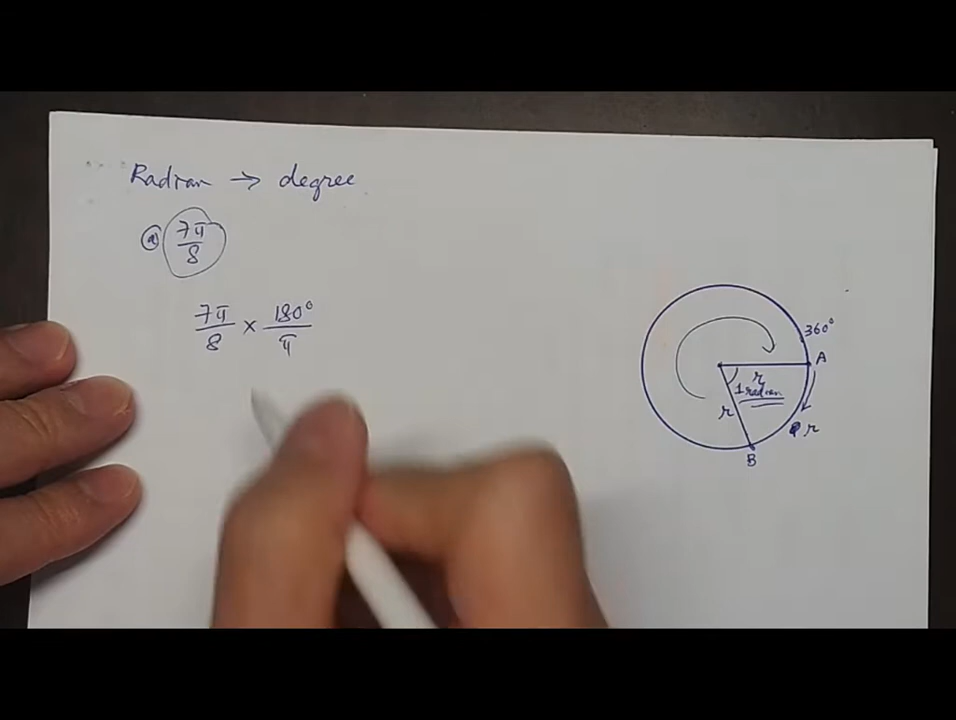 Radian → degree
ⓐ 7π/8
7π/8 × 180°/π
360°
A
r
1 radian
r
r
B